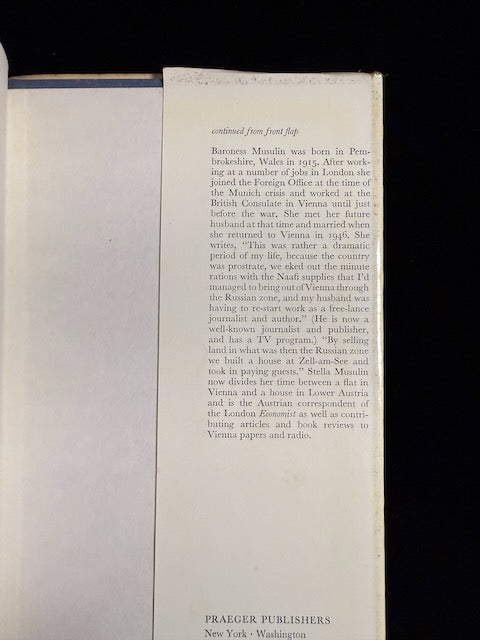 continued from front flap
Baroness Musulin was born in Pem-
brokeshire, Wales in 1915. After work-
ing at a number of jobs in London she
joined the Foreign Office at the time of
the Munich crisis and worked at the
British Consulate in Vienna until just
before the war. She met her future
husband at that time and married when
she returned to Vienna in 1946. She
writes, “This was rather a dramatic
period of my life, because the country
was prostrate, we eked out the minute
rations with the Naafi supplies that I’d
managed to bring out of Vienna through
the Russian zone, and my husband was
having to re-start work as a free-lance
journalist and author.” (He is now a
well-known journalist and publisher,
and has a TV program.) “By selling
land in what was then the Russian zone
we built a house at Zell-am-See and
took in paying guests.” Stella Musulin
now divides her time between a flat in
Vienna and a house in Lower Austria
and is the Austrian correspondent of
the London Economist as well as contri-
buting articles and book reviews to
Vienna papers and radio.
PRAEGER PUBLISHERS
New York · Washington